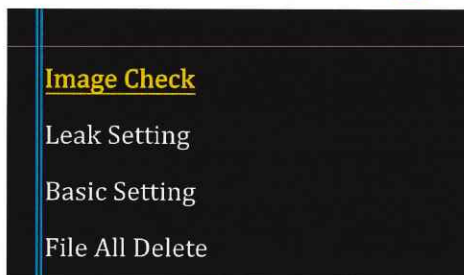 Image Check
Leak Setting
Basic Setting
File All Delete